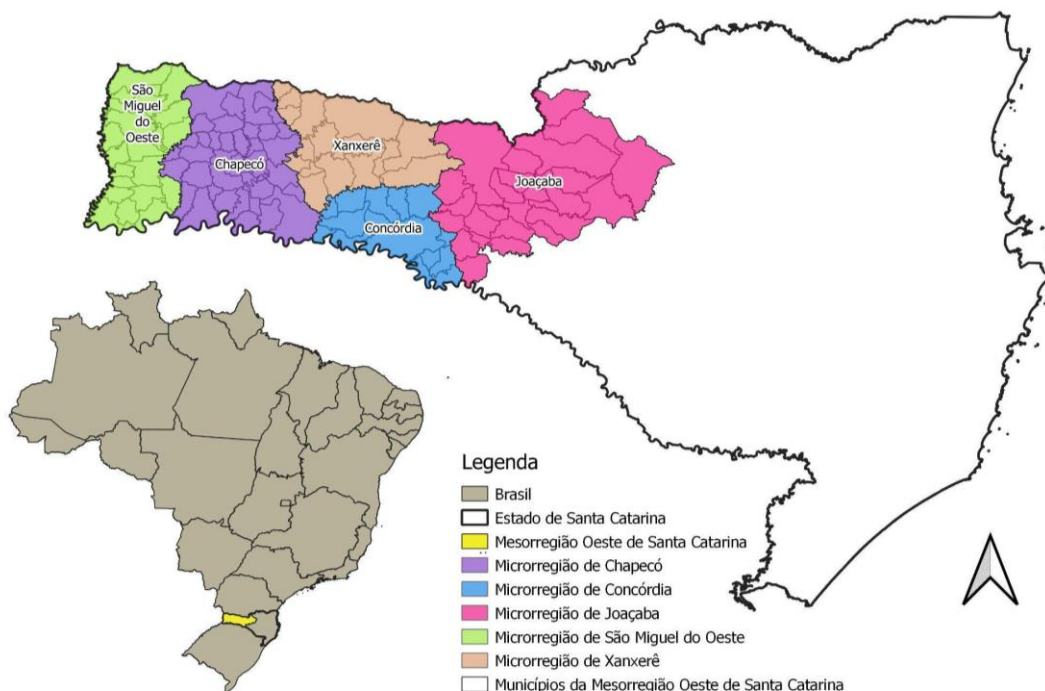 São
Miguel
do
Oeste
Chapecó
Xanxerê
Concórdia
Joaçaba
Legenda
Brasil
Estado de Santa Catarina
Mesorregião Oeste de Santa Catarina
Microrregião de Chapecó
Microrregião de Concórdia
Microrregião de Joaçaba
Microrregião de São Miguel do Oeste
Microrregião de Xanxerê
Municípios da Mesorregião Oeste de Santa Catarina